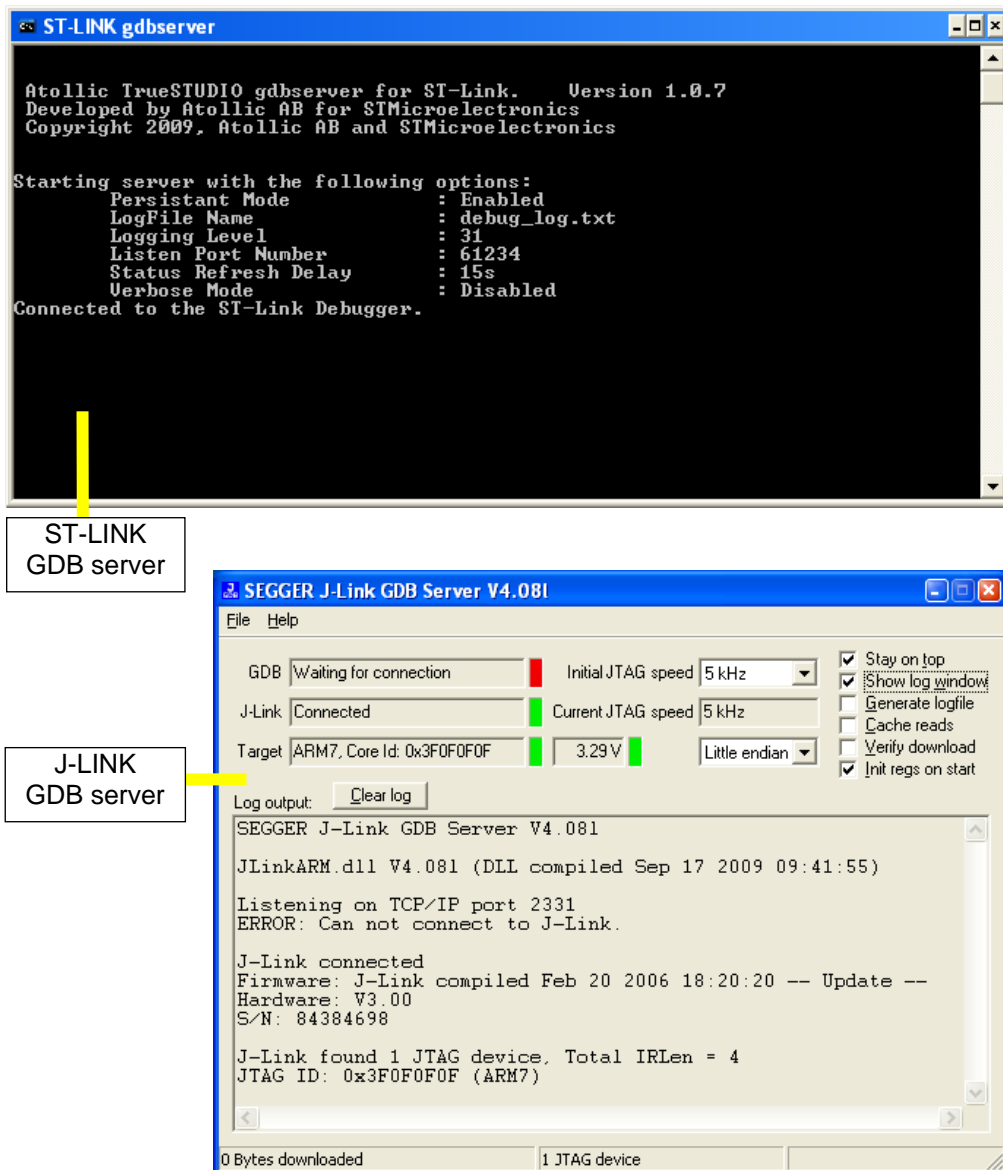 ST-LINK gdbserver
Atollic TrueSTUDIO gdbserver for ST-Link.    Version 1.0.7
Developed by Atollic AB for STMicroelectronics
Copyright 2009, Atollic AB and STMicroelectronics
Starting server with the following options:
Persistant Mode : Enabled
LogFile Name : debug_log.txt
Logging Level : 31
Listen Port Number : 61234
Status Refresh Delay : 15s
Verbose Mode : Disabled
Connected to the ST-Link Debugger.
ST-LINK
GDB server
SEGGER J-Link GDB Server V4.08l
File Help
GDB Waiting for connection Initial JTAG speed 5 kHz
J-Link Connected Current JTAG speed 5 kHz
Target ARM7, Core Id: 0x3F0F0F0F 3.29 V Little endian
Stay on top
Show log window
Generate logfile
Cache reads
Verify download
Init regs on start
J-LINK
GDB server
Log output: Clear log
SEGGER J-Link GDB Server V4.08l
JLinkARM.dll V4.08l (DLL compiled Sep 17 2009 09:41:55)
Listening on TCP/IP port 2331
ERROR: Can not connect to J-Link.
J-Link connected
Firmware: J-Link compiled Feb 20 2006 18:20:20 -- Update --
Hardware: V3.00
S/N: 84384698
J-Link found 1 JTAG device, Total IRLen = 4
JTAG ID: 0x3F0F0F0F (ARM7)
0 Bytes downloaded 1 JTAG device